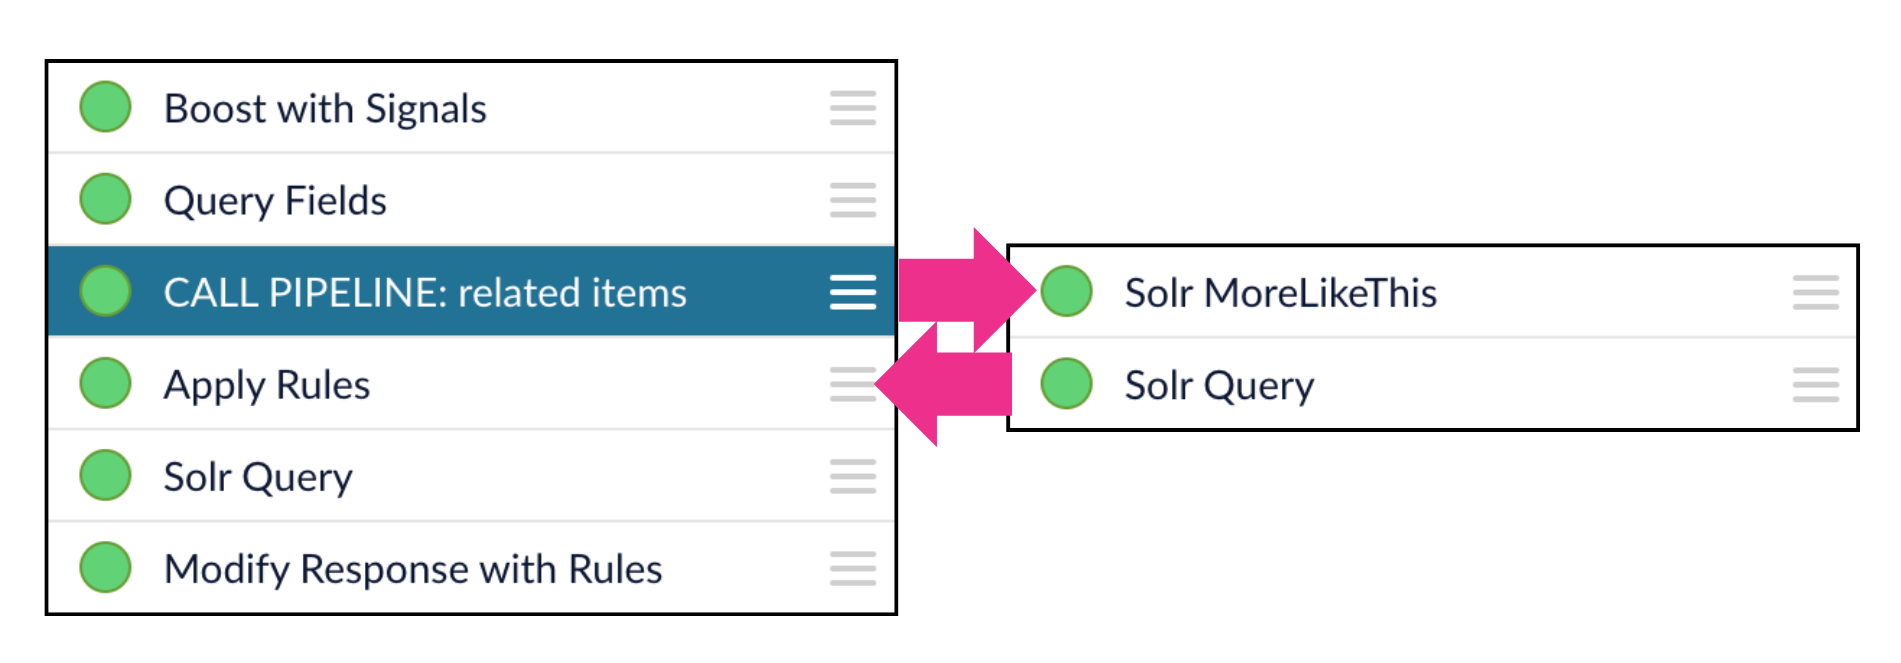 Boost with Signals
Query Fields
CALL PIPELINE: related items
Apply Rules
Solr Query
Modify Response with Rules
Solr MoreLikeThis
Solr Query